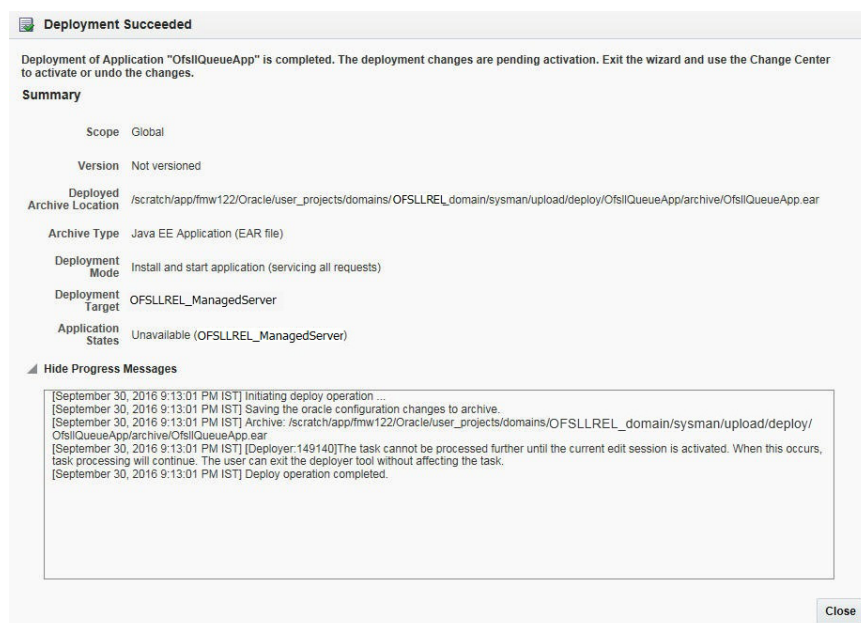 Deployment Succeeded
Deployment of Application "OfsllQueueApp" is completed. The deployment changes are pending activation. Exit the wizard and use the Change Center
to activate or undo the changes.
Summary
Scope Global
Version Not versioned
Deployed
Archive Location /scratch/app/fmw122/Oracle/user_projects/domains/OFSLLREL_domain/sysman/upload/deploy/OfsllQueueApp/archive/OfsllQueueApp.ear
Archive Type Java EE Application (EAR file)
Deployment
Mode Install and start application (servicing all requests)
Deployment
Target OFSLLREL_ManagedServer
Application
States Unavailable (OFSLLREL_ManagedServer)
Hide Progress Messages
[September 30, 2016 9:13:01 PM IST] Initiating deploy operation ...
[September 30, 2016 9:13:01 PM IST] Saving the oracle configuration changes to archive.
[September 30, 2016 9:13:01 PM IST] Archive: /scratch/app/fmw122/Oracle/user_projects/domains/OFSLLREL_domain/sysman/upload/deploy/
OfsllQueueApp/archive/OfsllQueueApp.ear
[September 30, 2016 9:13:01 PM IST] [Deployer:149140]The task cannot be processed further until the current edit session is activated. When this occurs,
task processing will continue. The user can exit the deployer tool without affecting the task.
[September 30, 2016 9:13:01 PM IST] Deploy operation completed.
Close